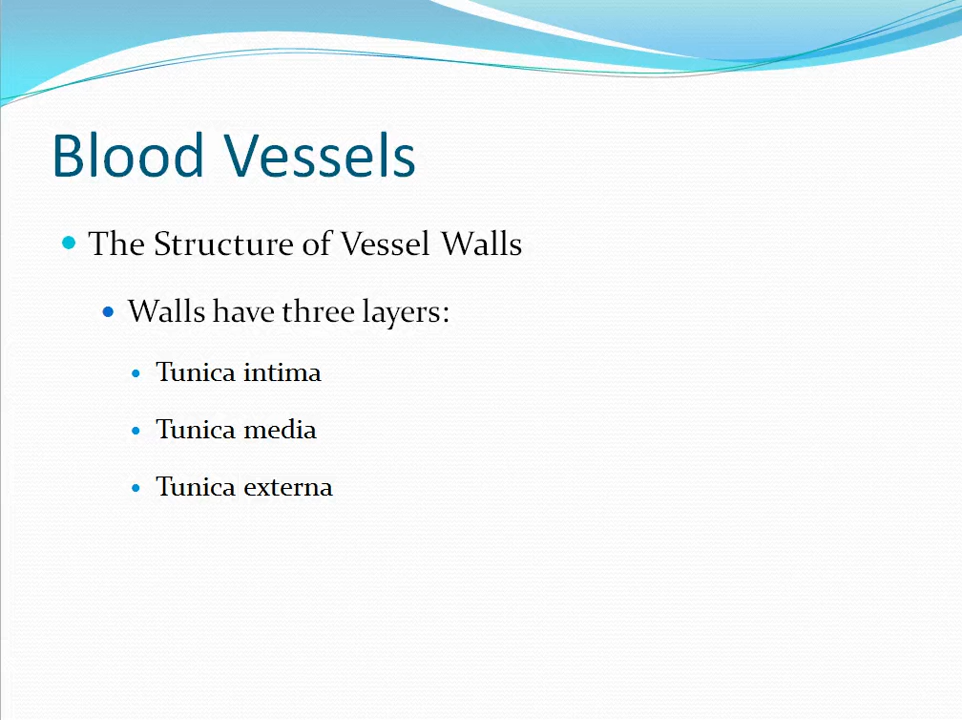 Blood Vessels
The Structure of Vessel Walls
Walls have three layers:
Tunica intima
Tunica media
Tunica externa